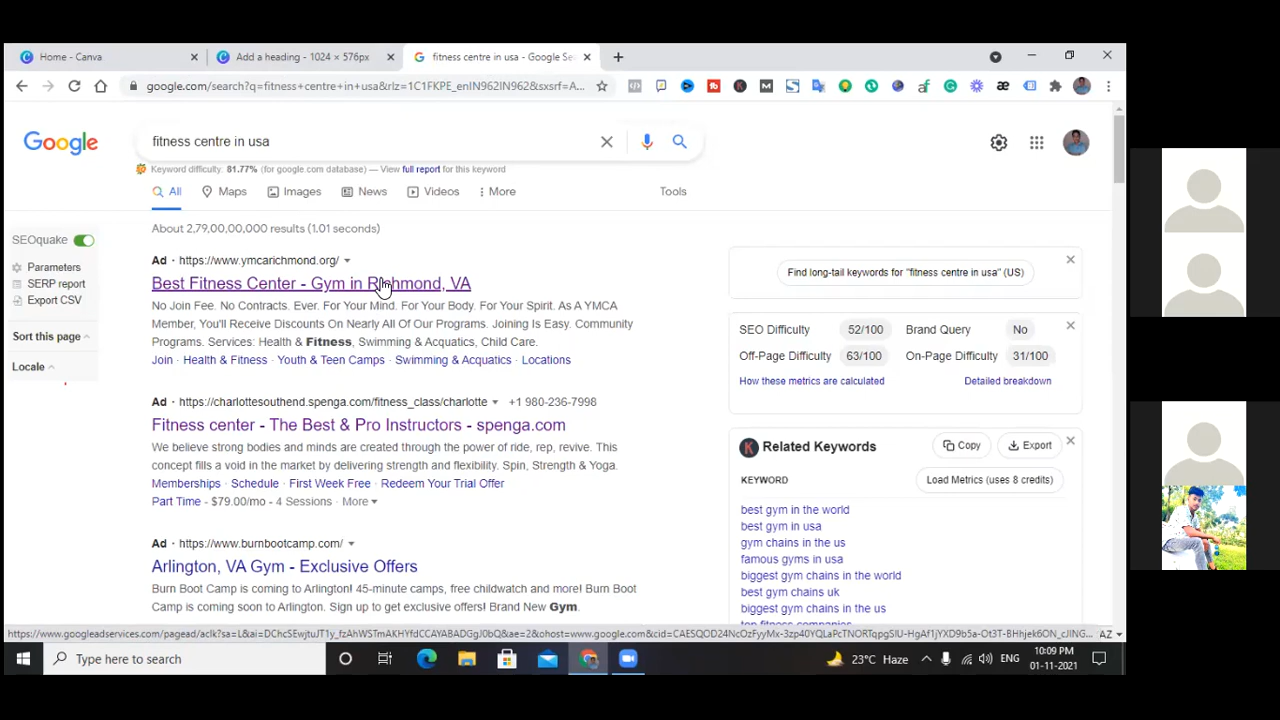 Home - Canva
Add a heading - 1024 × 576px
fitness centre in usa - Google Se
google.com/search?q=fitness+centre+in+usa&rlz=1C1FKPE_enIN962IN962&sxsrf=A...
Google
fitness centre in usa
Keyword difficulty: 81.77% (for google.com database) — View full report for this keyword
All
Maps
Images
News
Videos
More
Tools
About 2,79,00,00,000 results (1.01 seconds)
SEOquake
Parameters
SERP report
Export CSV
Sort this page
Locale
Ad · https://www.ymcarichmond.org/
Best Fitness Center - Gym in Richmond, VA
No Join Fee. No Contracts. Ever. For Your Mind. For Your Body. For Your Spirit. As A YMCA
Member, You'll Receive Discounts On Nearly All Of Our Programs. Joining Is Easy. Community
Programs. Services: Health & Fitness, Swimming & Acquatics, Child Care.
Join · Health & Fitness · Youth & Teen Camps · Swimming & Acquatics · Locations
Ad · https://charlottesouthend.spenga.com/fitness_class/charlotte +1 980-236-7998
Fitness center - The Best & Pro Instructors - spenga.com
We believe strong bodies and minds are created through the power of ride, rep, revive. This
concept fills a void in the market by delivering strength and flexibility. Spin, Strength & Yoga.
Memberships · Schedule · First Week Free · Redeem Your Trial Offer
Part Time - $79.00/mo - 4 Sessions · More
Ad · https://www.burnbootcamp.com/
Arlington, VA Gym - Exclusive Offers
Burn Boot Camp is coming to Arlington! 45-minute camps, free childwatch and more! Burn Boot
Camp is coming soon to Arlington. Sign up to get exclusive offers! Brand New Gym.
Find long-tail keywords for "fitness centre in usa" (US)
SEO Difficulty 52/100 Brand Query No
Off-Page Difficulty 63/100 On-Page Difficulty 31/100
How these metrics are calculated Detailed breakdown
K Related Keywords
Copy
Export
KEYWORD
Load Metrics (uses 8 credits)
best gym in the world
best gym in usa
gym chains in the us
famous gyms in usa
biggest gym chains in the world
best gym chains uk
biggest gym chains in the us
top fitness companies
AZ
Type here to search
23°C Haze
ENG
10:09 PM
01-11-2021